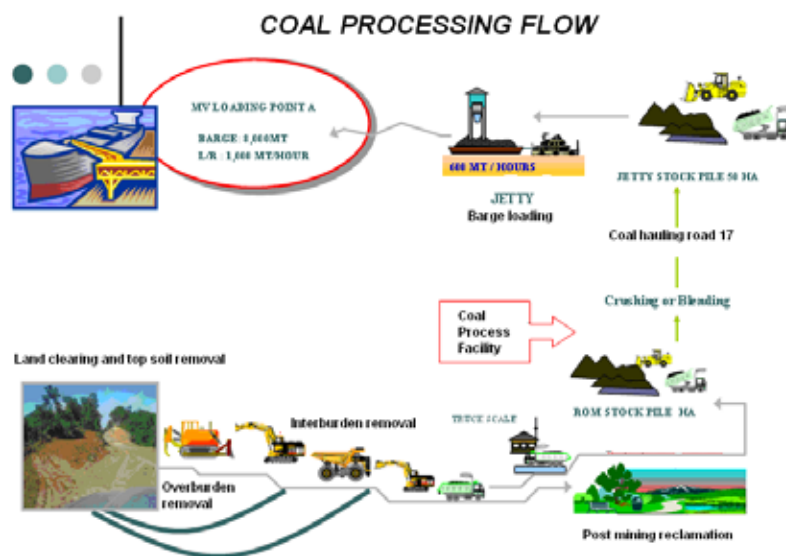 COAL PROCESSING FLOW
MV LOADING POINT A
BARGE: 8,000MT
L/R : 1,000 MT/HOUR
600 MT / HOURS
JETTY
Barge loading
JETTY STOCK PILE 50 HA
Coal hauling road 17
Crushing or Blending
Coal
Process
Facility
Land clearing and top soil removal
Interburden removal
TRUCK SCALE
ROM STOCK PILE HA
Overburden
removal
Post mining reclamation